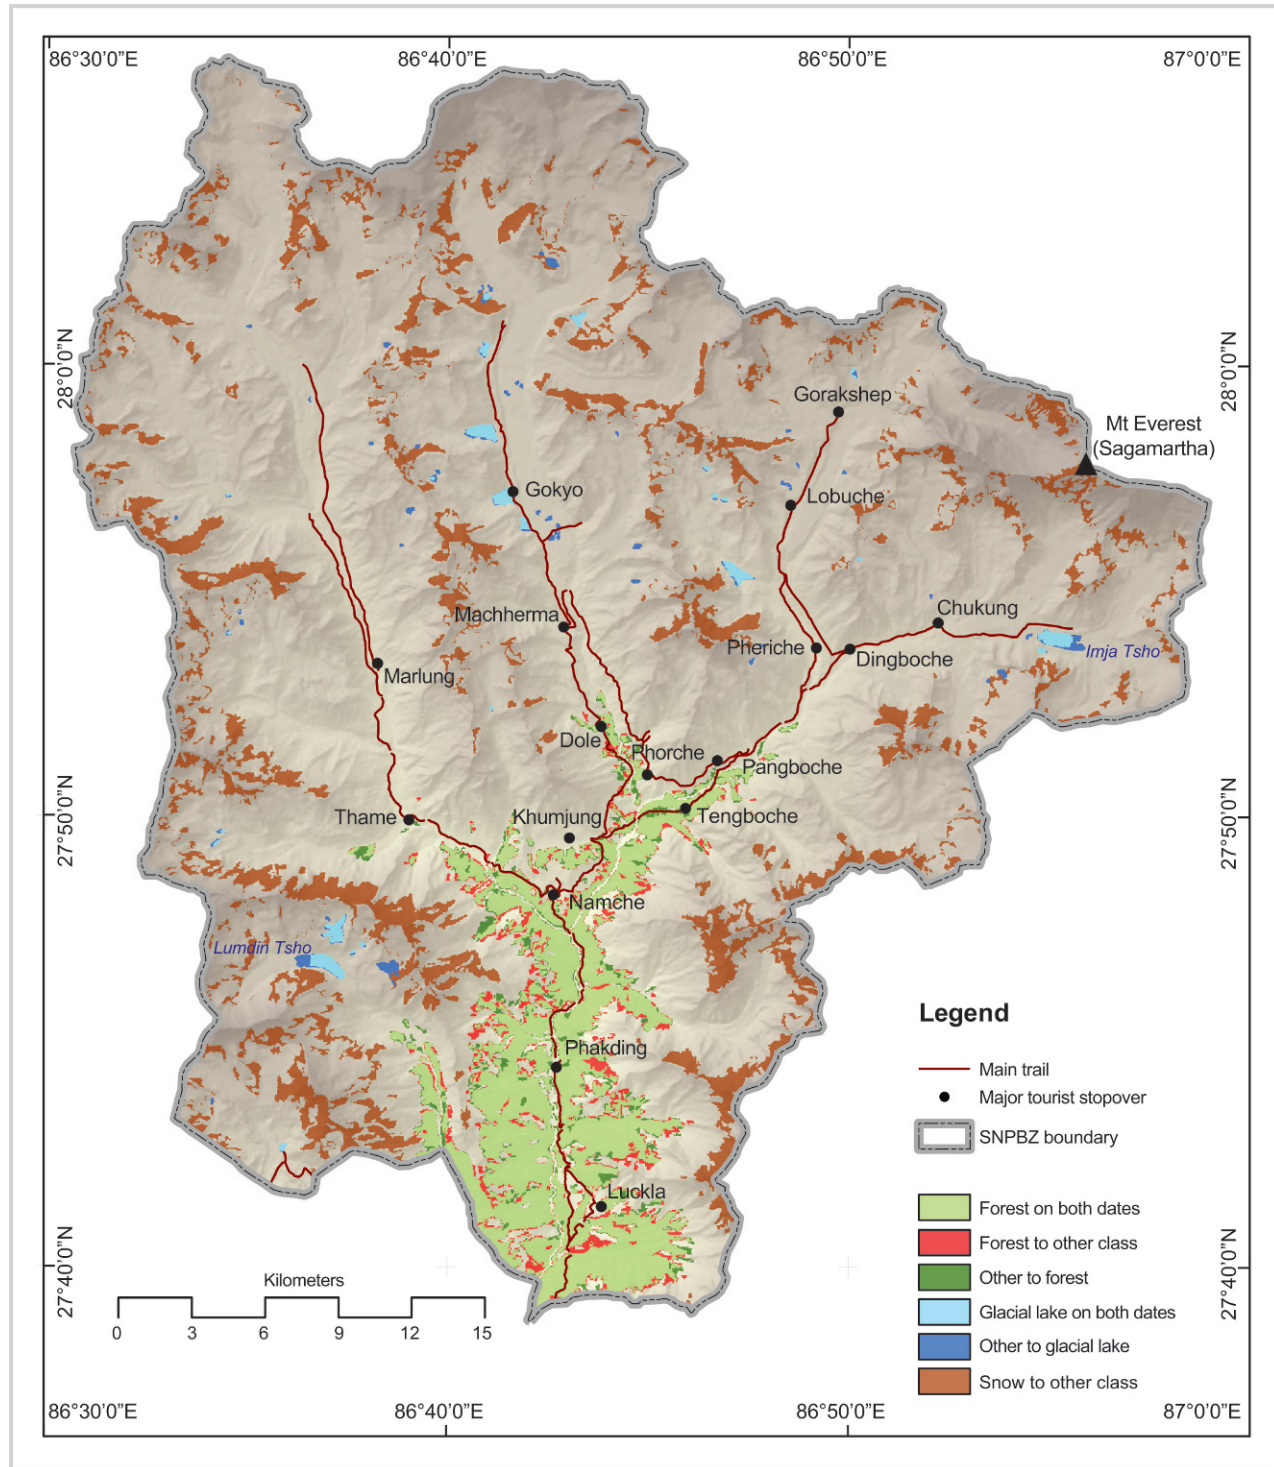 86°30'0"E
86°40'0"E
86°50'0"E
87°0'0"E
28°0'0"N
28°0'0"N
Gorakshep
Mt Everest
(Sagamartha)
Gokyo
Lobuche
Machherma
Chukung
Pheriche
Dingboche
Imja Tsho
Marlung
Dole
Phorche
Pangboche
Thame
Khumjung
Tengboche
27°50'0"N
27°50'0"N
Namche
Lumdin Tsho
Phakding
Luckla
Legend
Main trail
Major tourist stopover
SNPBZ boundary
Forest on both dates
Forest to other class
Other to forest
Glacial lake on both dates
Other to glacial lake
Snow to other class
27°40'0"N
27°40'0"N
Kilometers
0 3 6 9 12 15
86°30'0"E
86°40'0"E
86°50'0"E
87°0'0"E